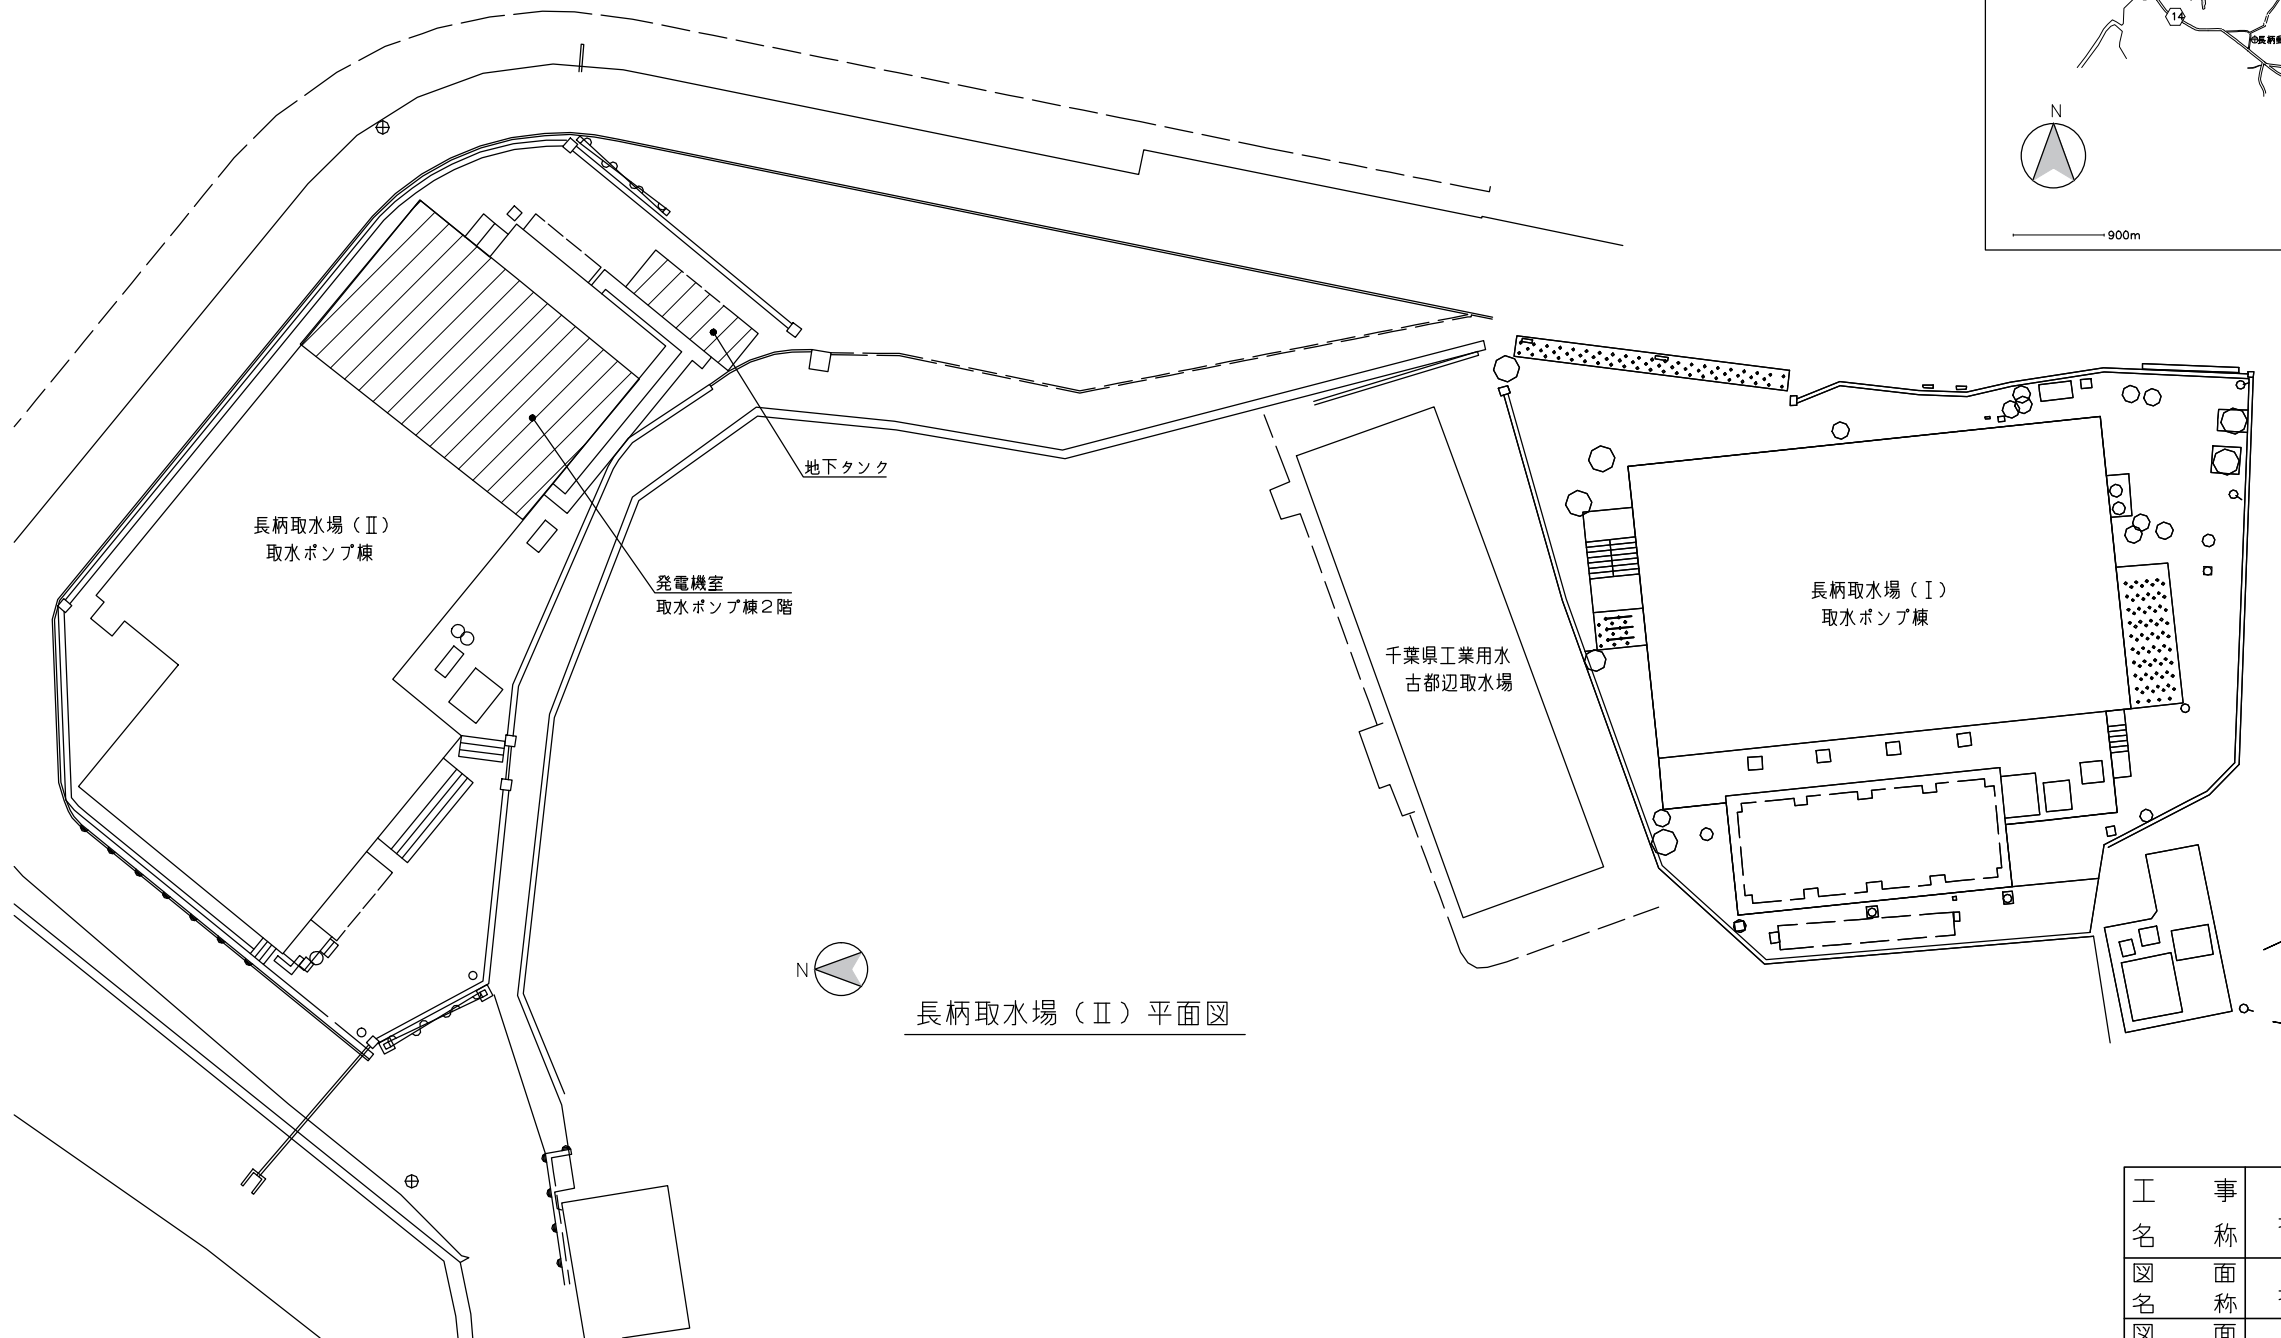 14
長柄
N
900m
地下タンク
長柄取水場（Ⅱ）
取水ポンプ棟
発電機室
取水ポンプ棟２階
長柄取水場（Ⅰ）
取水ポンプ棟
千葉県工業用水
古都辺取水場
N
長柄取水場（Ⅱ）平面図
工事
名称
図面
名称
図面